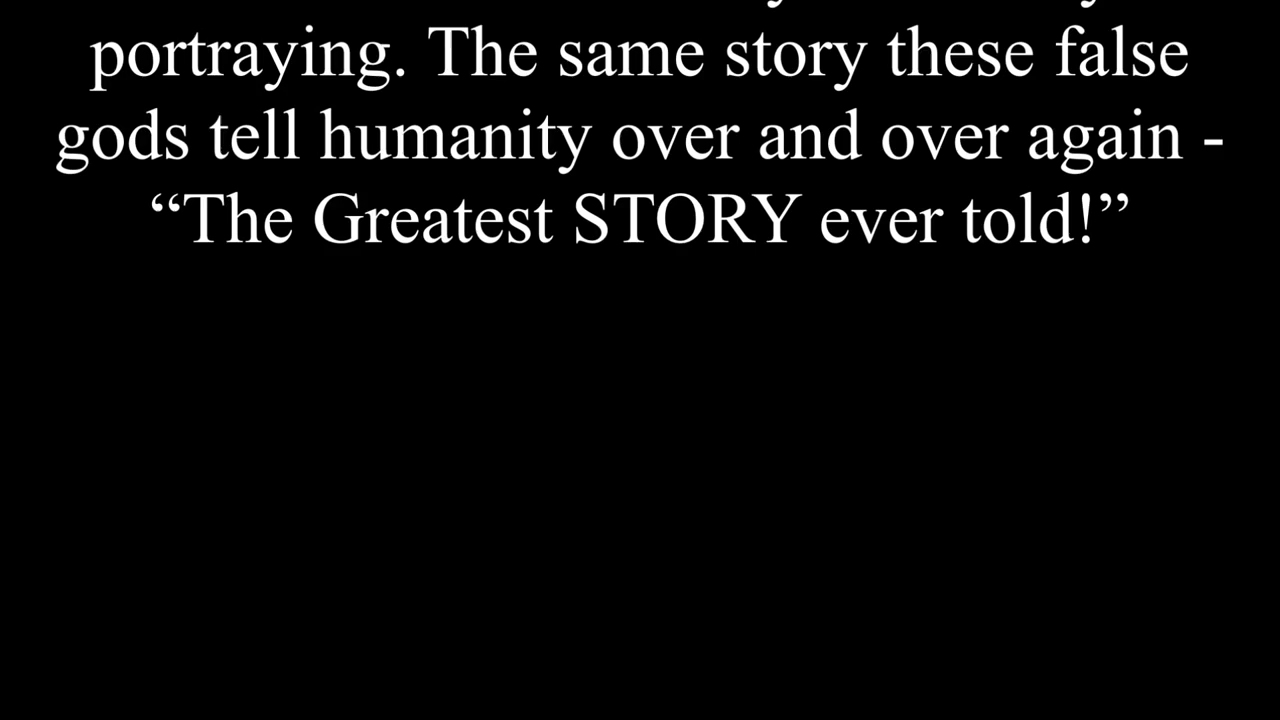 portraying. The same story these false
gods tell humanity over and over again -
“The Greatest STORY ever told!”